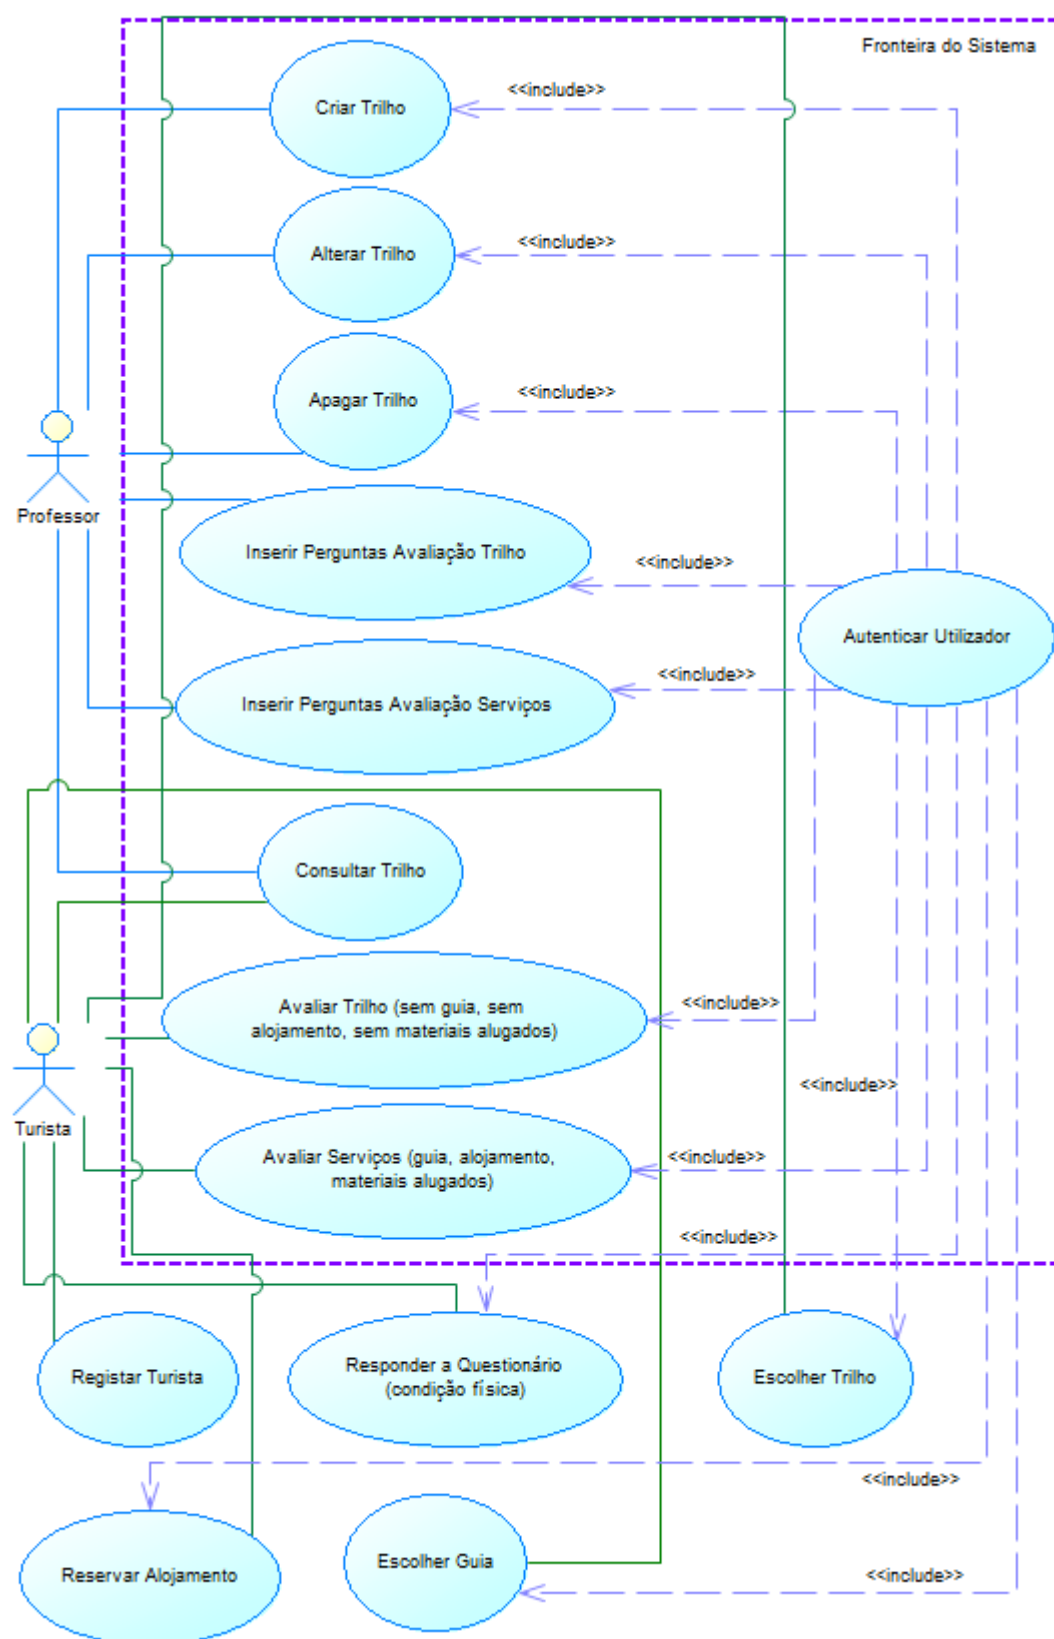 Fronteira do Sistema
<<include>>
Criar Trilho
<<include>>
Alterar Trilho
<<include>>
Apagar Trilho
Professor
Inserir Perguntas Avaliação Trilho
<<include>>
Autenticar Utilizador
<<include>>
Inserir Perguntas Avaliação Serviços
Consultar Trilho
Avaliar Trilho (sem guia, sem
alojamento, sem materiais alugados)
<<include>>
<<include>>
Turista
Avaliar Serviços (guia, alojamento,
materiais alugados)
<<include>>
<<include>>
Registar Turista
Responder a Questionário
(condição física)
Escolher Trilho
<<include>>
Reservar Alojamento
Escolher Guia
<<include>>